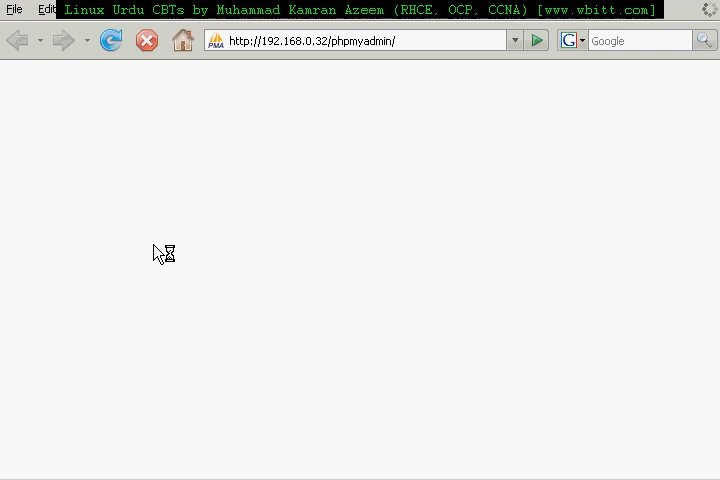 File Edit Linux Urdu CBTs by Muhammad Kamran Azeem (RHCE, OCP, CCNA) [www.wbitt.com]
PMA http://192.168.0.32/phpmyadmin/ G Google